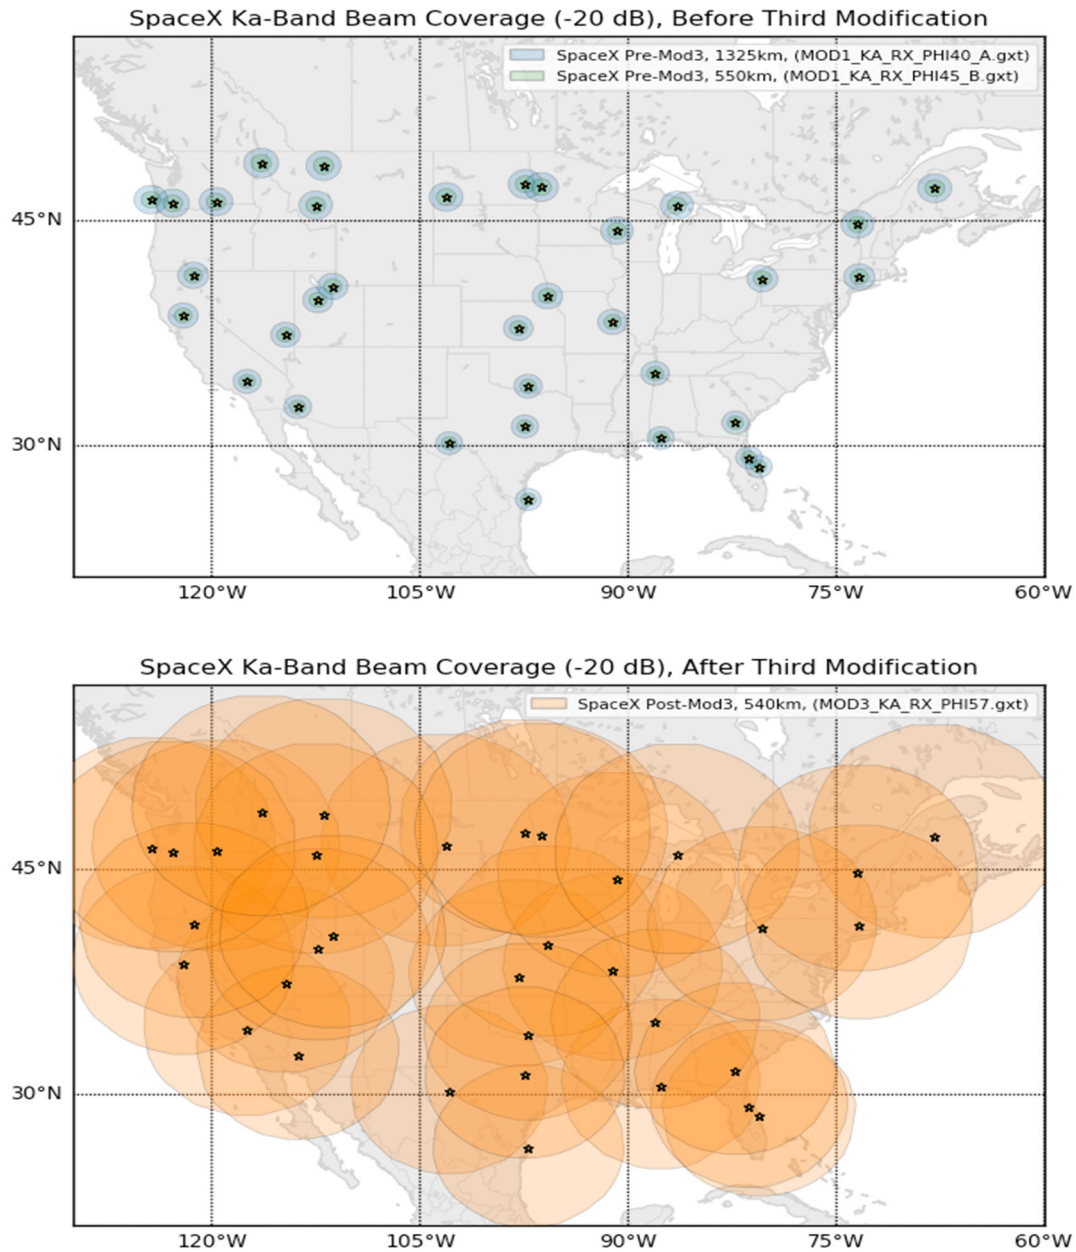 SpaceX Ka-Band Beam Coverage (-20 dB), Before Third Modification
SpaceX Pre-Mod3, 1325km, (MOD1_KA_RX_PHI40_A.gxt)
SpaceX Pre-Mod3, 550km, (MOD1_KA_RX_PHI45_B.gxt)
45°N
30°N
120°W 105°W 90°W 75°W 60°W
SpaceX Ka-Band Beam Coverage (-20 dB), After Third Modification
SpaceX Post-Mod3, 540km, (MOD3_KA_RX_PHI57.gxt)
45°N
30°N
120°W 105°W 90°W 75°W 60°W